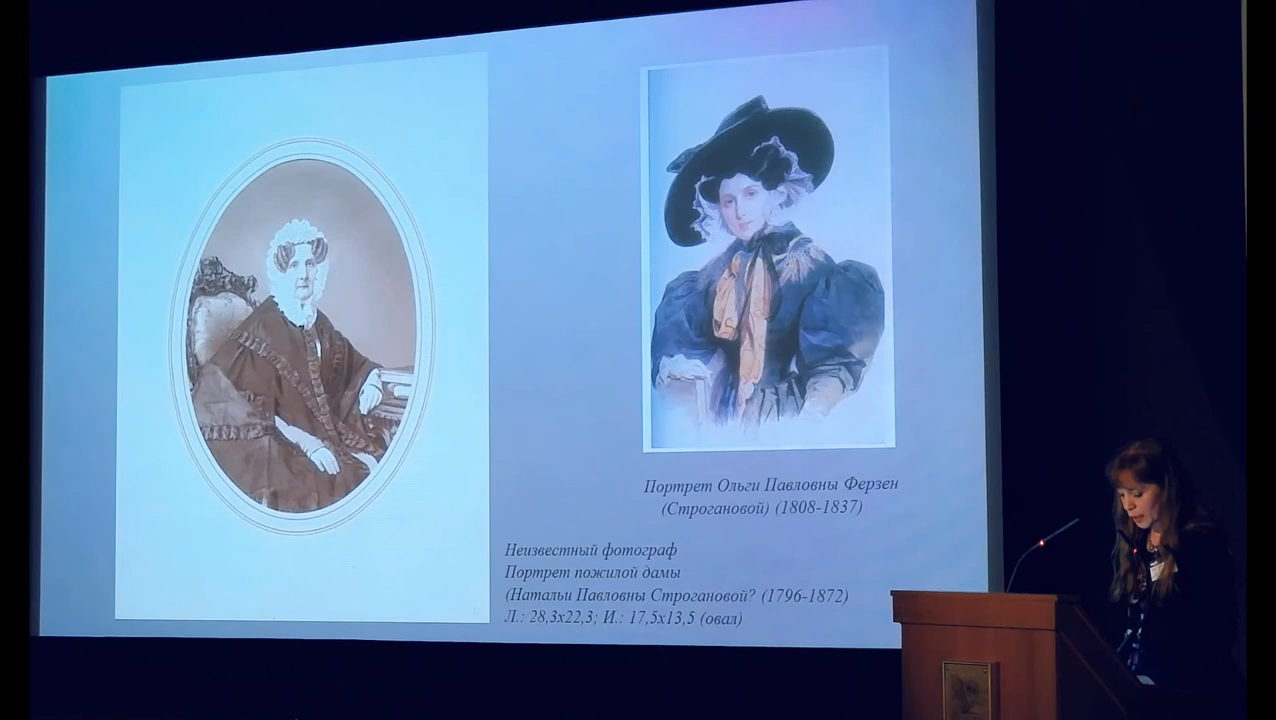 Портрет Ольги Павловны Ферзен
(Строгановой) (1808-1837)
Неизвестный фотограф
Портрет пожилой дамы
(Натальи Павловны Строгановой? (1796-1872)
Л.: 28,3х22,3; И.: 17,5х13,5 (овал)